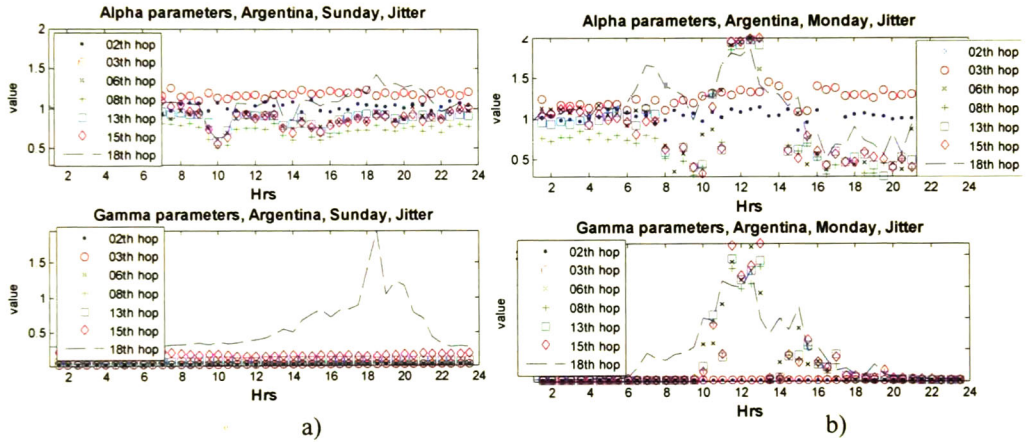 Alpha parameters, Argentina, Sunday, Jitter
value
2
1.5
1
0.5
02th hop
03th hop
06th hop
08th hop
13th hop
15th hop
18th hop
2 4 6 8 10 12 14 16 18 20 22 24
Hrs
Gamma parameters, Argentina, Sunday, Jitter
value
1.5
1
0.5
02th hop
03th hop
06th hop
08th hop
13th hop
15th hop
18th hop
2 4 6 8 10 12 14 16 18 20 22 24
Hrs
a)
Alpha parameters, Argentina, Monday, Jitter
value
2
1.5
1
0.5
02th hop
03th hop
06th hop
08th hop
13th hop
15th hop
18th hop
2 4 6 8 10 12 14 16 18 20 22 24
Hrs
Gamma parameters, Argentina, Monday, Jitter
value
02th hop
03th hop
06th hop
08th hop
13th hop
15th hop
18th hop
2 4 6 8 10 12 14 16 18 20 22 24
Hrs
b)